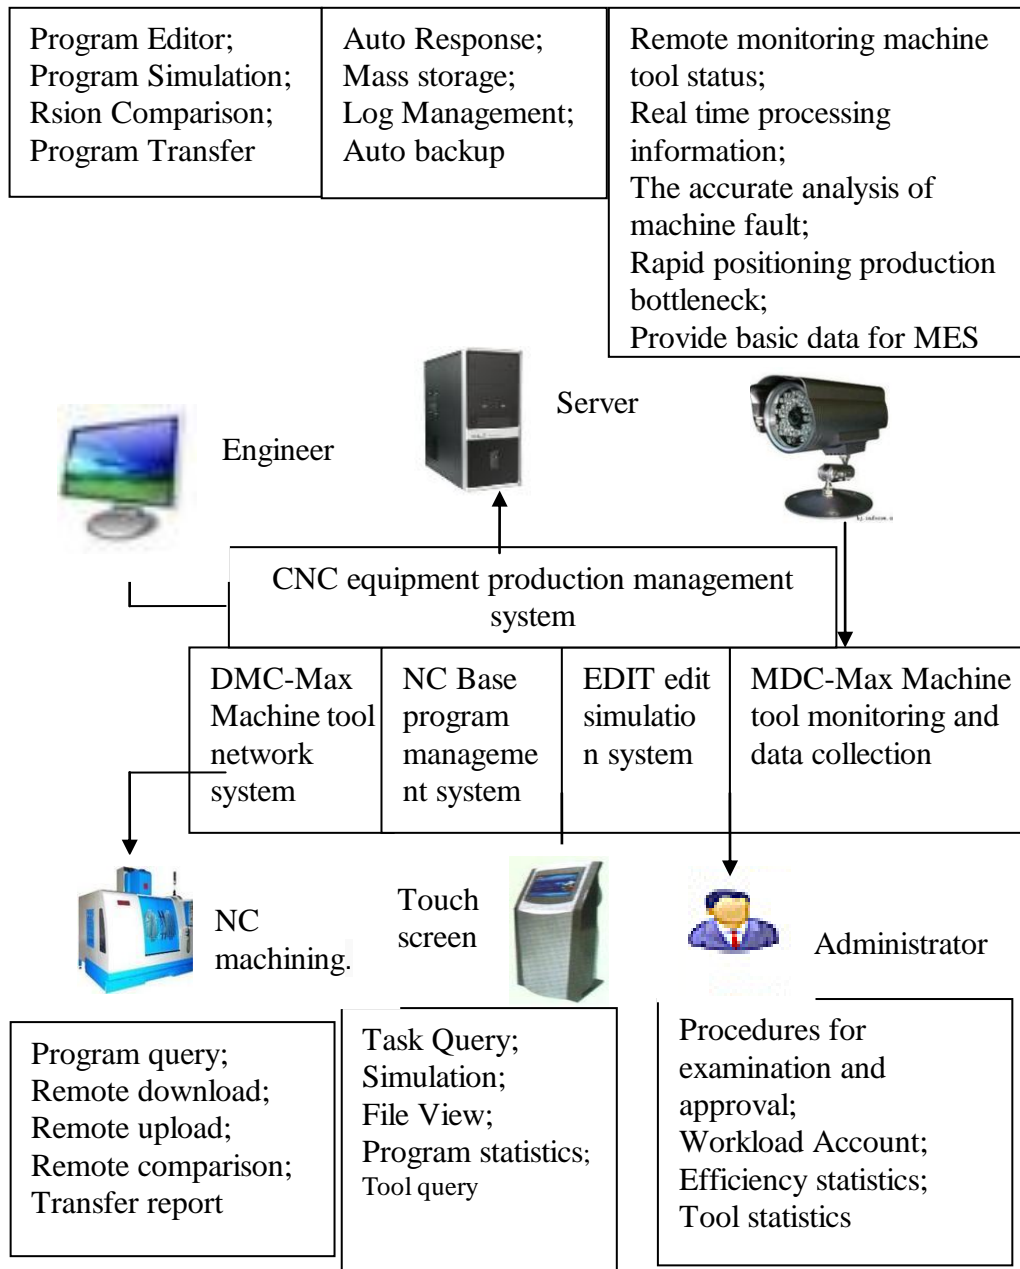 Program Editor;
Program Simulation;
Rsion Comparison;
Program Transfer
Auto Response;
Mass storage;
Log Management;
Auto backup
Remote monitoring machine
tool status;
Real time processing
information;
The accurate analysis of
machine fault;
Rapid positioning production
bottleneck;
Provide basic data for MES
Engineer
Server
CNC equipment production management
system
DMC-Max
Machine tool
network
system
NC Base
program
manageme
nt system
EDIT edit
simulatio
n system
MDC-Max Machine
tool monitoring and
data collection
NC
machining.
Touch
screen
Administrator
Program query;
Remote download;
Remote upload;
Remote comparison;
Transfer report
Task Query;
Simulation;
File View;
Program statistics;
Tool query
Procedures for
examination and
approval;
Workload Account;
Efficiency statistics;
Tool statistics